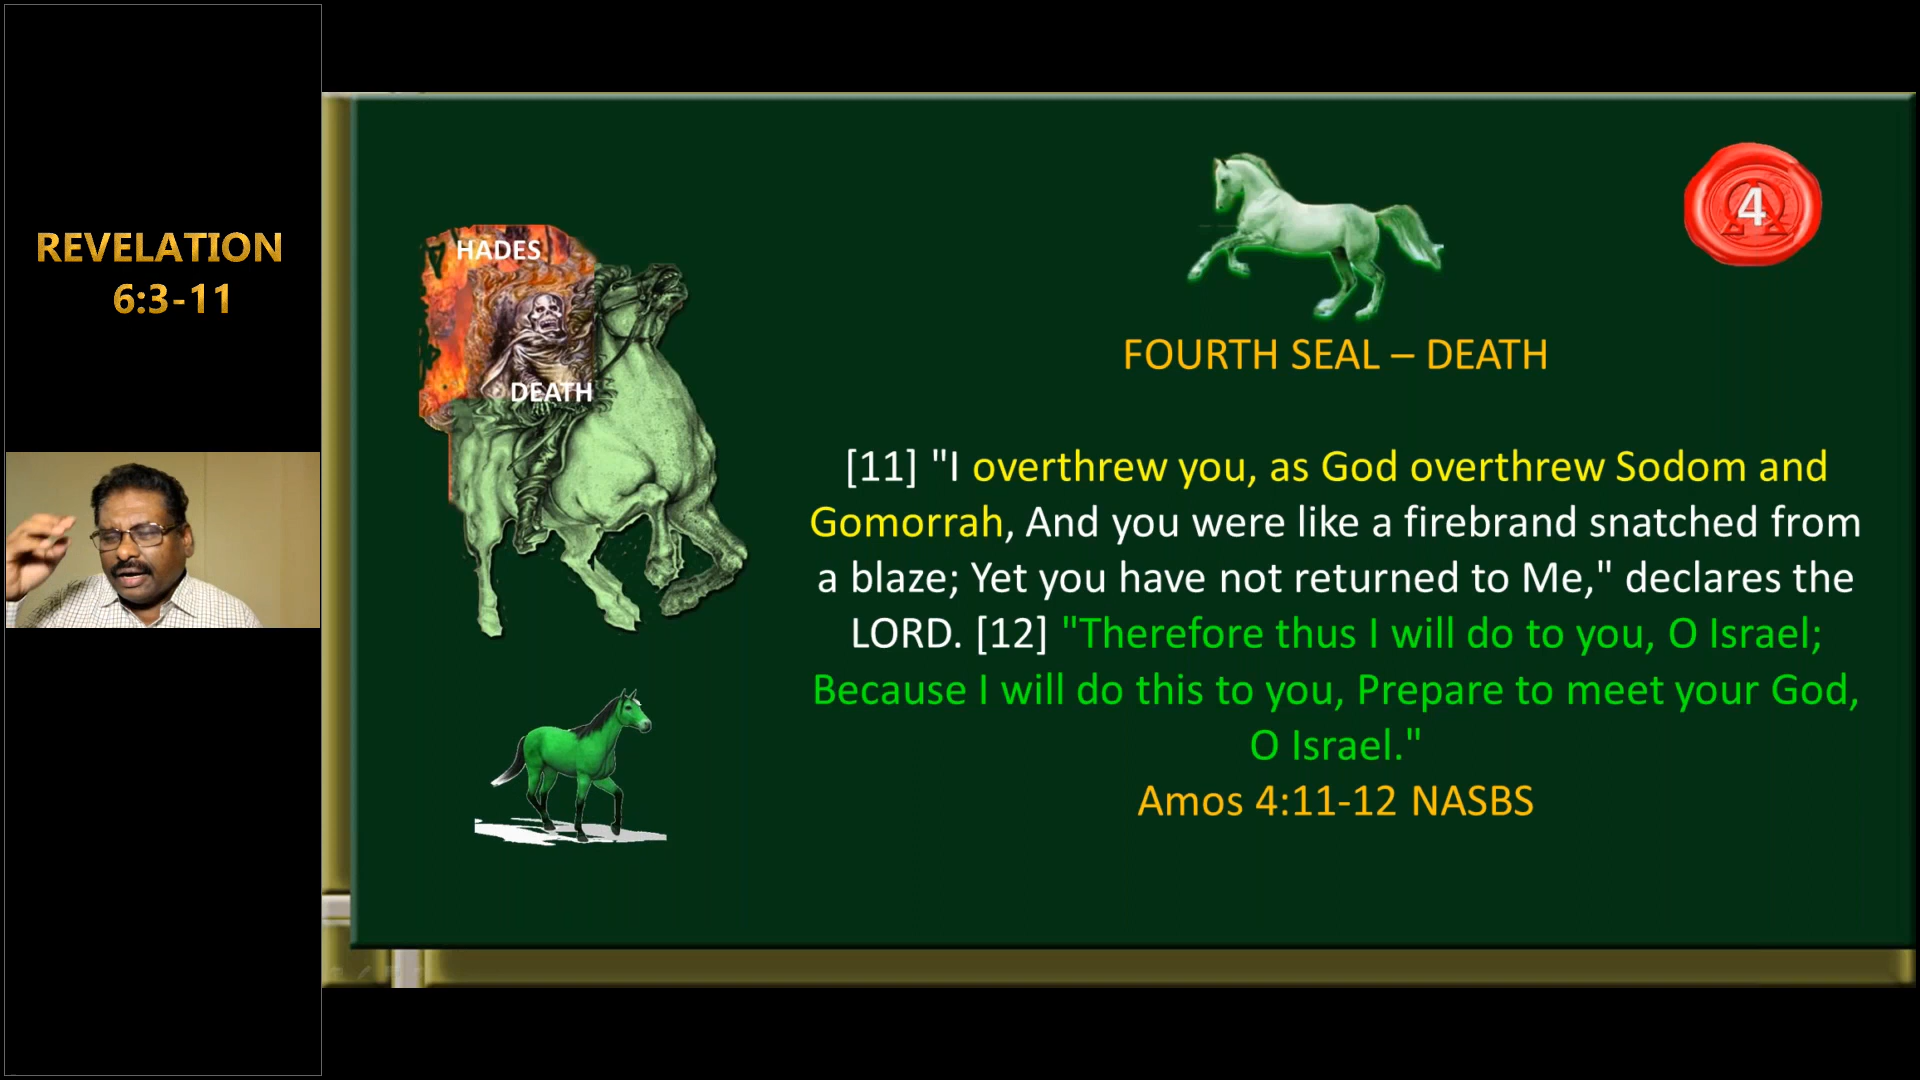 REVELATION
6:3-11
HADES
DEATH
4
FOURTH SEAL – DEATH
[11] "I overthrew you, as God overthrew Sodom and
Gomorrah, And you were like a firebrand snatched from
a blaze; Yet you have not returned to Me," declares the
LORD. [12] "Therefore thus I will do to you, O Israel;
Because I will do this to you, Prepare to meet your God,
O Israel."
Amos 4:11-12 NASBS